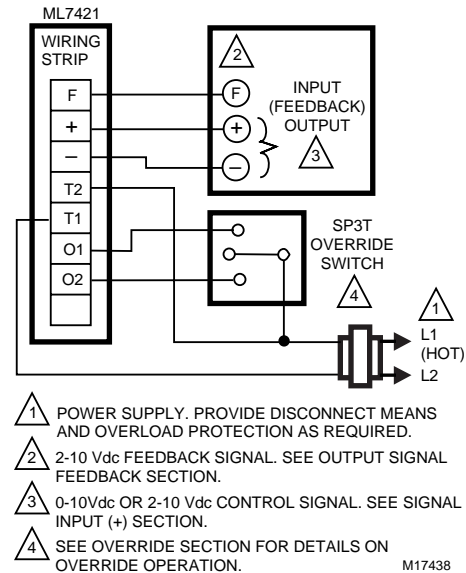 ML7421
WIRING
STRIP
F
+
–
T2
T1
O1
O2
2
F
+
–
INPUT
(FEEDBACK)
OUTPUT
3
SP3T
OVERRIDE
SWITCH
4
1
L1
(HOT)
L2
1 POWER SUPPLY. PROVIDE DISCONNECT MEANS
AND OVERLOAD PROTECTION AS REQUIRED.
2 2-10 Vdc FEEDBACK SIGNAL. SEE OUTPUT SIGNAL
FEEDBACK SECTION.
3 0-10Vdc OR 2-10 Vdc CONTROL SIGNAL. SEE SIGNAL
INPUT (+) SECTION.
4 SEE OVERRIDE SECTION FOR DETAILS ON
OVERRIDE OPERATION.
M17438